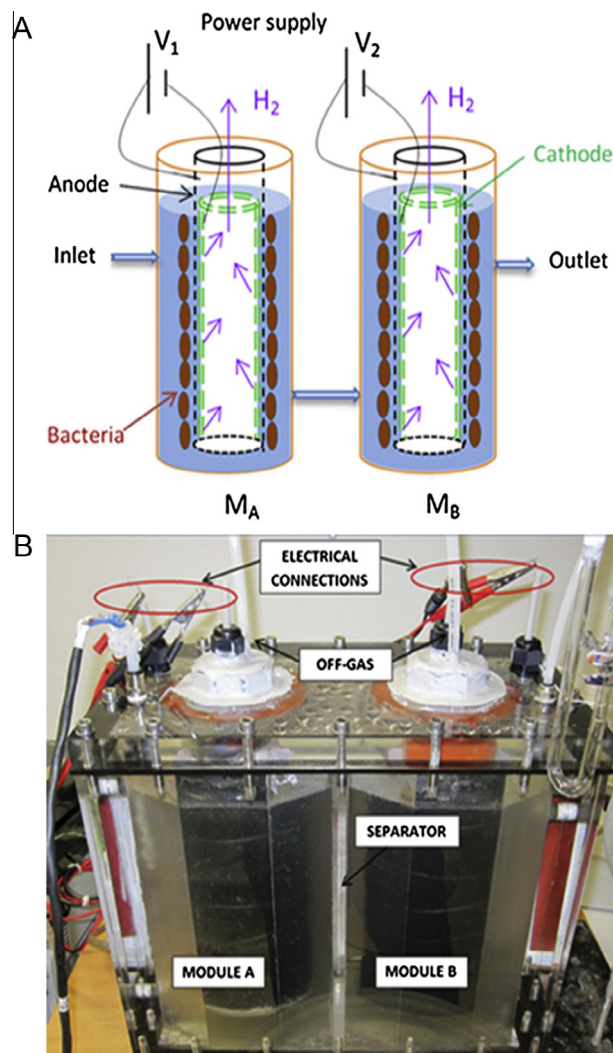 A
Power supply
V1
V2
H2
H2
Cathode
Anode
Inlet
Outlet
Bacteria
MA
MB
B
ELECTRICAL
CONNECTIONS
OFF-GAS
SEPARATOR
MODULE A
MODULE B